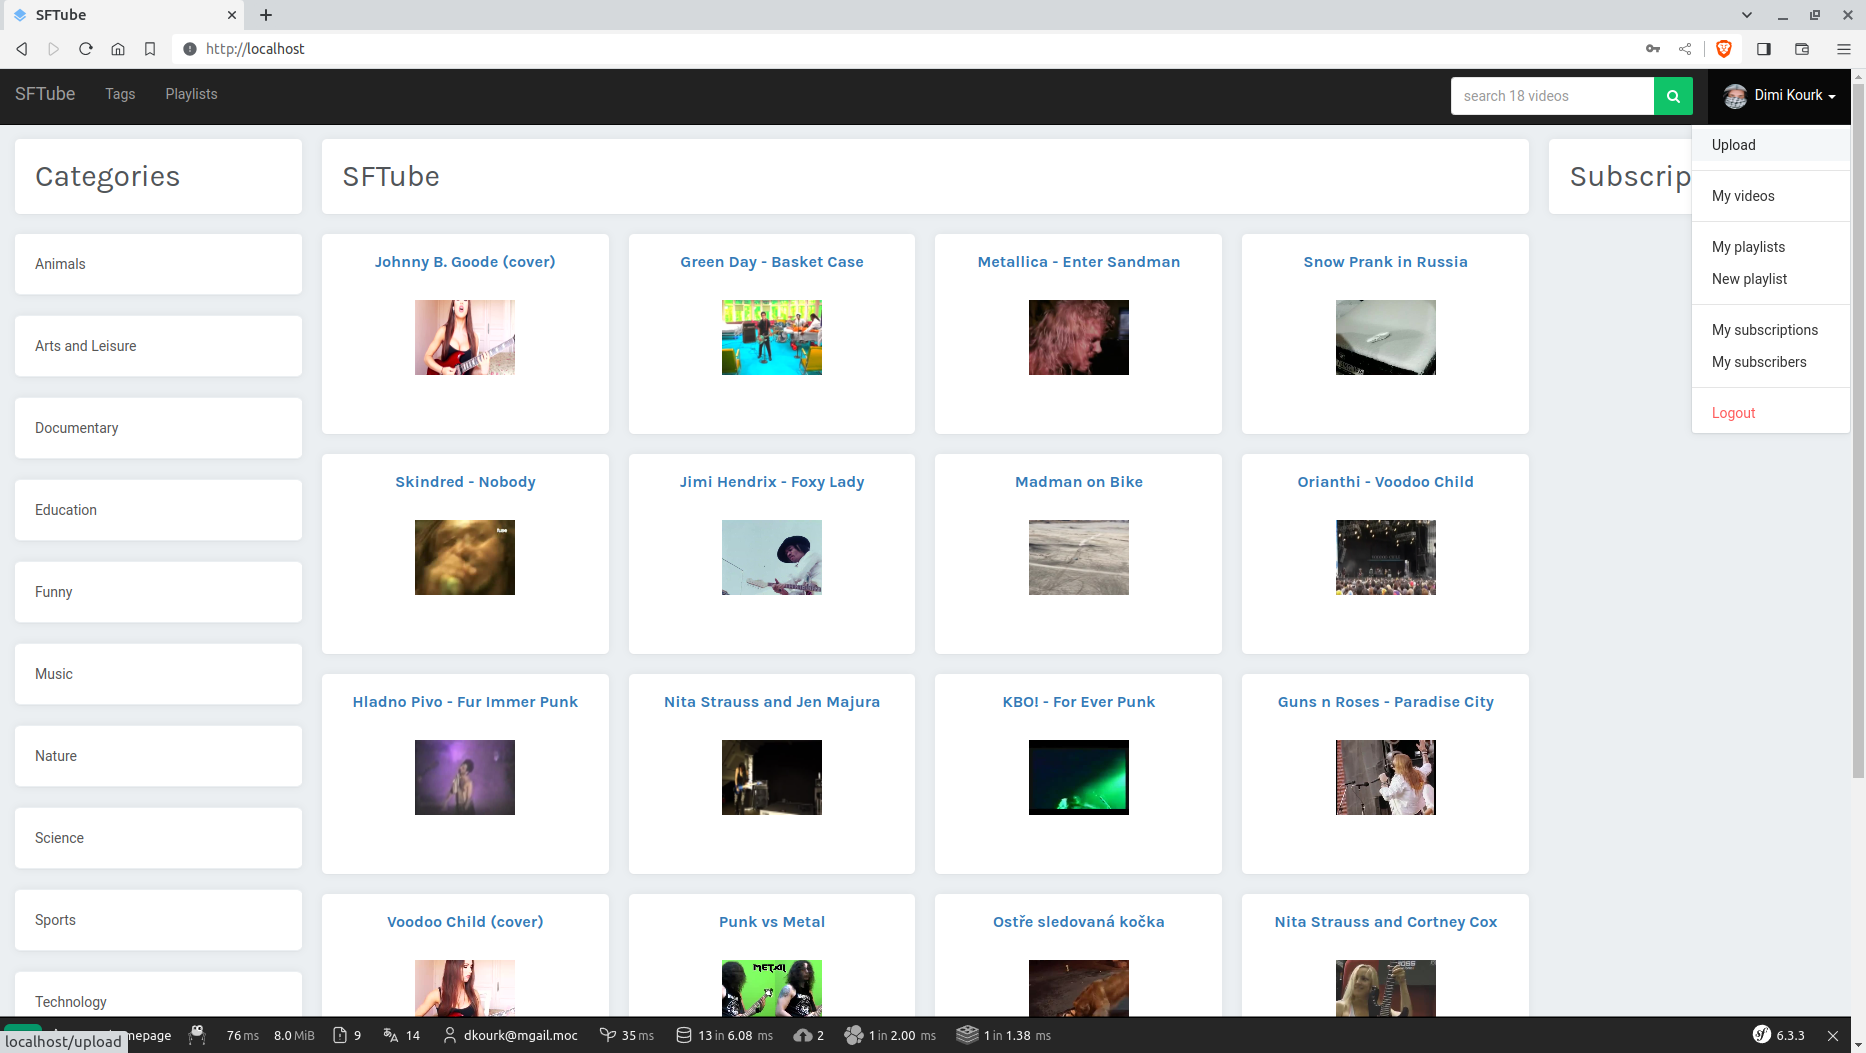 SFTube
http://localhost
SFTube Tags Playlists search 18 videos Dimi Kourk
Upload
My videos
My playlists
New playlist
My subscriptions
My subscribers
Logout
Categories
SFTube
Subscrip
Animals
Arts and Leisure
Documentary
Education
Funny
Music
Nature
Science
Sports
Technology
Johnny B. Goode (cover)
Green Day - Basket Case
Metallica - Enter Sandman
Snow Prank in Russia
Skindred - Nobody
Jimi Hendrix - Foxy Lady
Madman on Bike
Orianthi - Voodoo Child
Hladno Pivo - Fur Immer Punk
Nita Strauss and Jen Majura
KBO! - For Ever Punk
Guns n Roses - Paradise City
Voodoo Child (cover)
Punk vs Metal
METAL
Ostře sledovaná kočka
Nita Strauss and Cortney Cox
mepage 76 ms 8.0 MiB 9 14 dkourk@mgail.moc 35 ms 13 in 6.08 ms 2 1 in 2.00 ms 1 in 1.38 ms sf 6.3.3
localhost/upload